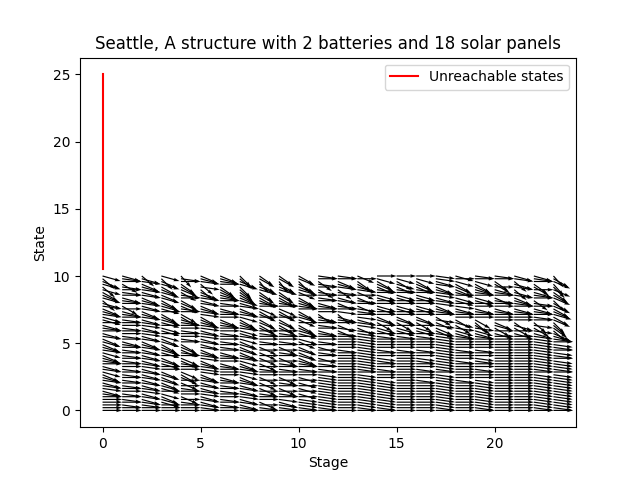 Seattle, A structure with 2 batteries and 18 solar panels
Unreachable states
25
20
15
10
5
0
State
0 5 10 15 20
Stage